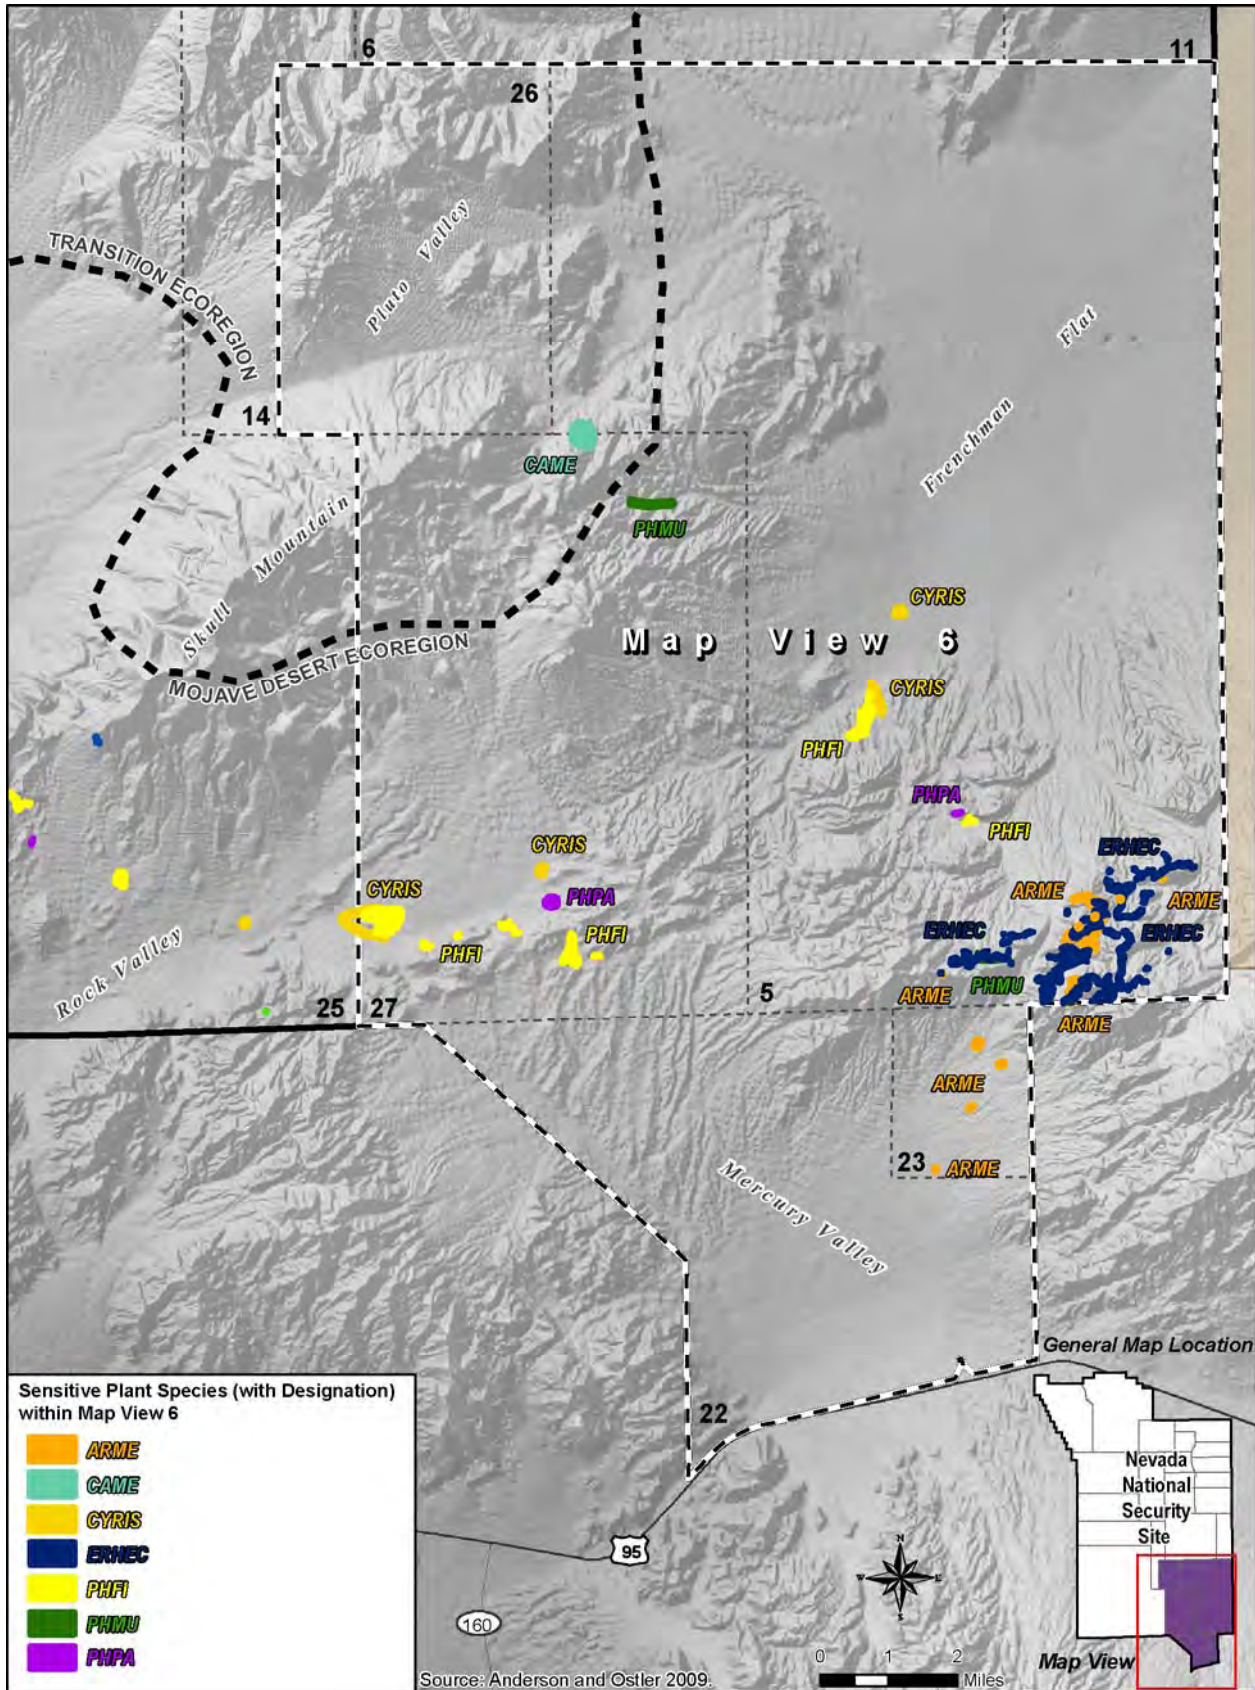 6
11
26
TRANSITION ECOREGION
Pluto Valley
Frenchman Flat
14
CAME
Skull Mountain
PHMU
CYRIS
Map View 6
MOJAVE DESERT ECOREGION
CYRIS
PHFI
PHPA
PHFI
ERHEC
CYRIS
CYRIS
PHPA
ARME
ARME
ERHEC
ERHEC
PHFI
PHFI
Rock Valley
PHMU
ARME
25
27
5
ARME
ARME
23
ARME
Mercury Valley
General Map Location
22
95
160
Sensitive Plant Species (with Designation)
within Map View 6
ARME
CAME
CYRIS
ERHEC
PHFI
PHMU
PHPA
Nevada
National
Security
Site
N
W
E
S
0 1 2
Miles
Map View
Source: Anderson and Ostler 2009.